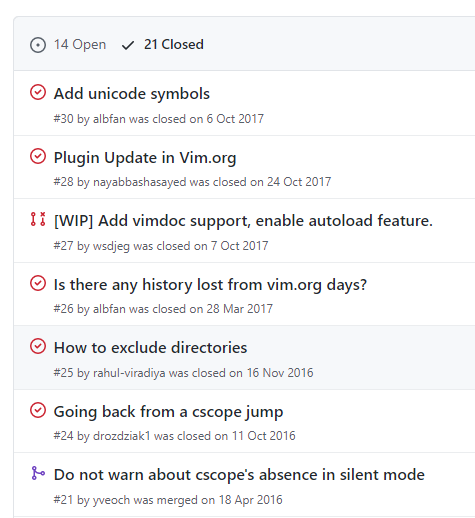 14 Open 21 Closed
Add unicode symbols
#30 by albfan was closed on 6 Oct 2017
Plugin Update in Vim.org
#28 by nayabbashasayed was closed on 24 Oct 2017
[WIP] Add vimdoc support, enable autoload feature.
#27 by wsdjeg was closed on 7 Oct 2017
Is there any history lost from vim.org days?
#26 by albfan was closed on 28 Mar 2017
How to exclude directories
#25 by rahul-viradiya was closed on 16 Nov 2016
Going back from a cscope jump
#24 by drozdziak1 was closed on 11 Oct 2016
Do not warn about cscope's absence in silent mode
#21 by yveoch was merged on 18 Apr 2016